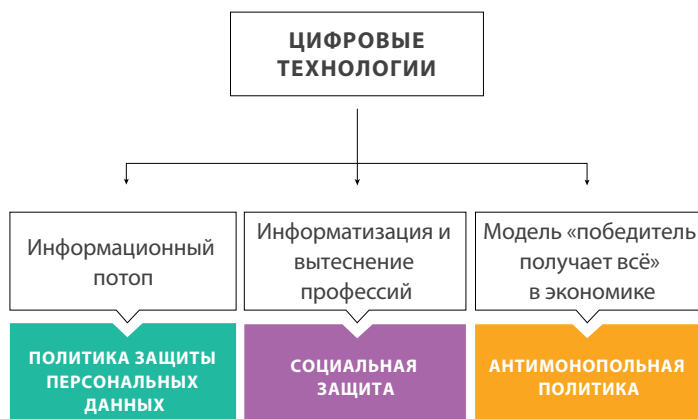 ЦИФРОВЫЕ
ТЕХНОЛОГИИ
Информационный
потоп
Информатизация и
вытеснение
профессий
Модель «победитель
получает всё»
в экономике
ПОЛИТИКА ЗАЩИТЫ
ПЕРСОНАЛЬНЫХ
ДАННЫХ
СОЦИАЛЬНАЯ
ЗАЩИТА
АНТИМОНОПОЛЬНАЯ
ПОЛИТИКА